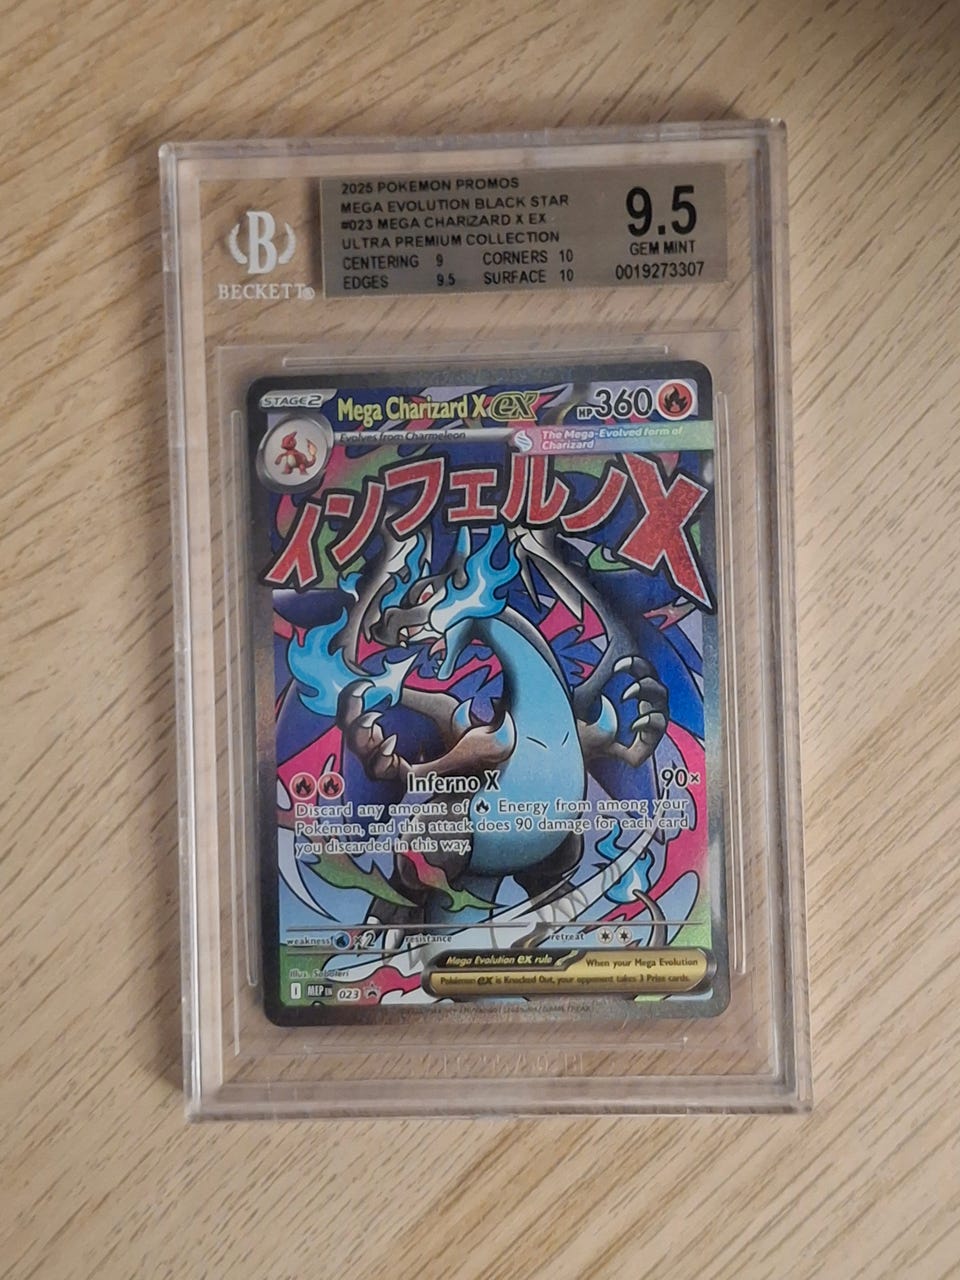 2025 POKEMON PROMOS
MEGA EVOLUTION BLACK STAR
#023 MEGA CHARIZARD X EX
ULTRA PREMIUM COLLECTION
CENTERING 9 CORNERS 10
EDGES 9.5 SURFACE 10
9.5
GEM MINT
0019273307
B
BECKETT®
STAGE 2
Mega Charizard X ex
HP 360
Evolves from Charmeleon
The Mega-Evolved form of
Charizard
インフェルノX
Inferno X 90×
Discard any amount of Energy from among your
Pokémon, and this attack does 90 damage for each card
you discarded in this way.
weakness ×2 resistance retreat
Illus. Saboteri
Mega Evolution ex rule When your Mega Evolution
Pokémon ex is Knocked Out, your opponent takes 3 Prize cards.
I MEP EN 023